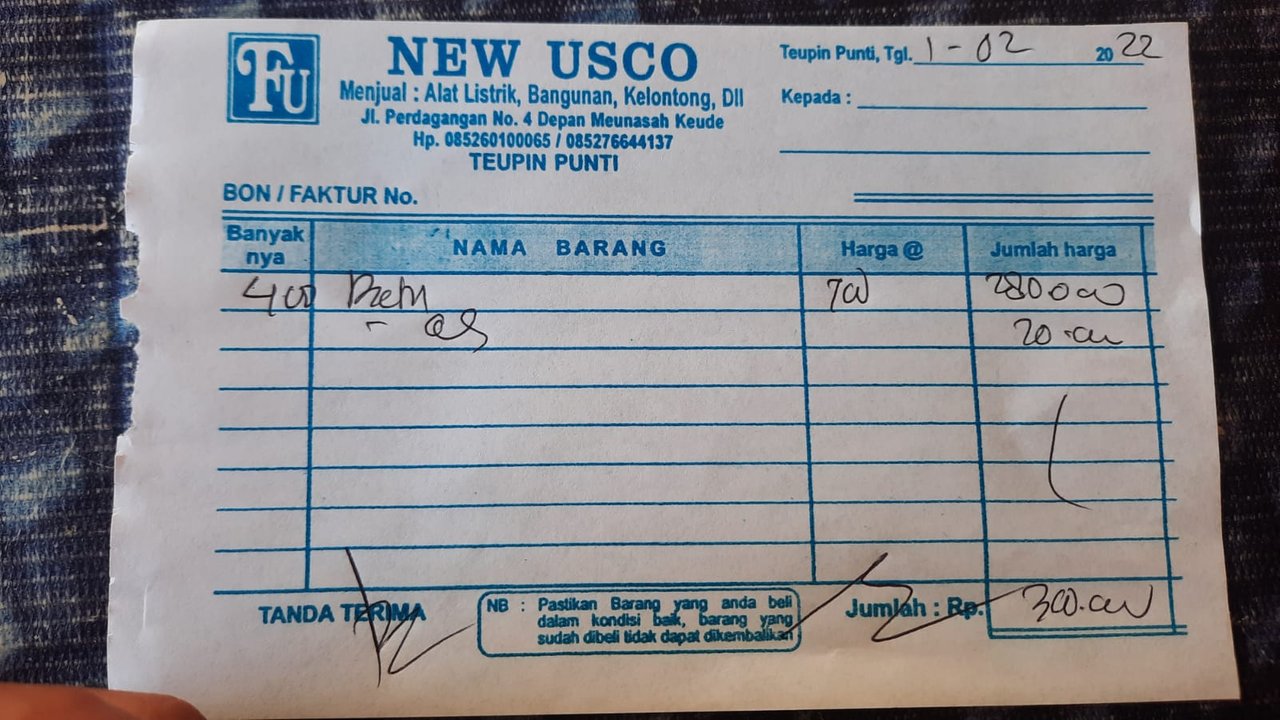 FU
NEW USCO
Menjual : Alat Listrik, Bangunan, Kelontong, Dll
Jl. Perdagangan No. 4 Depan Meunasah Keude
Hp. 085260100065 / 085276644137
TEUPIN PUNTI
Teupin Punti, Tgl. 1 - 02 2022
Kepada :
BON / FAKTUR No.
Banyak nya NAMA BARANG Harga @ Jumlah harga
400 700 280000
20.000
TANDA TERIMA
NB : Pastikan Barang yang anda beli
dalam kondisi baik, barang yang
sudah dibeli tidak dapat dikembalikan
Jumlah : Rp. 300.000